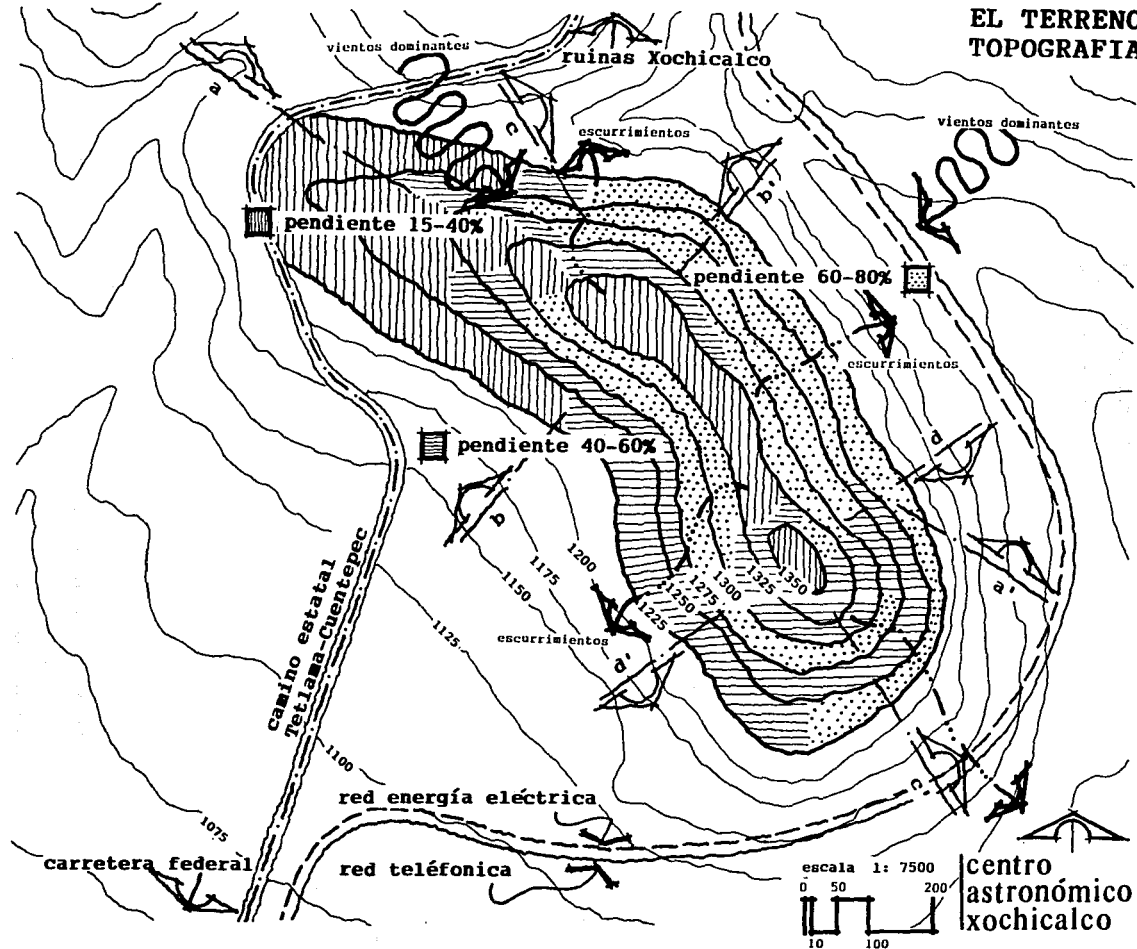 EL TERRENO
TOPOGRAFIA
vientos dominantes
ruinas Xochicalco
a
c
escurrimientos
vientos dominantes
b'
pendiente 15-40%
pendiente 60-80%
escurrimientos
d
pendiente 40-60%
b
a'
1200
1175
1150
1125
1350
1325
1300
1275
1250
1225
escurrimientos
d'
camino estatal
Tetlama-Cuentepec
1100
1075
c
red energía eléctrica
carretera federal
red teléfonica
escala 1: 7500
0 50 200
10 100
centro
astronómico
xochicalco